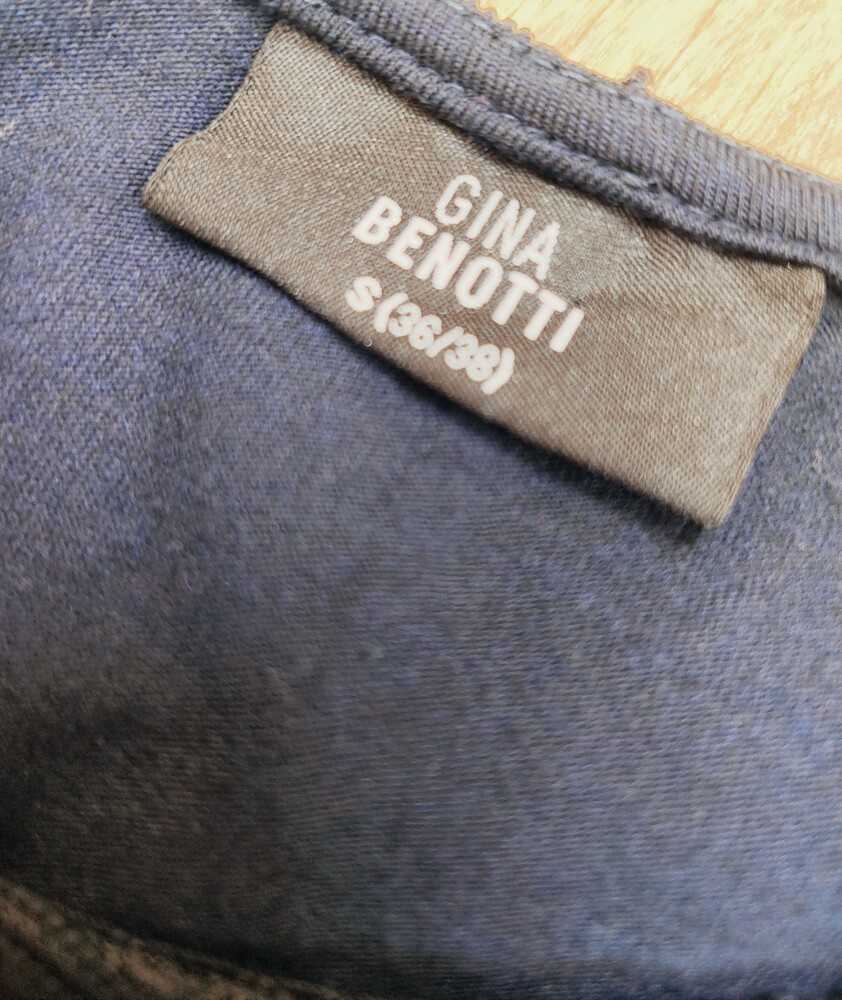 GINA
BENOTTI
S (36/38)